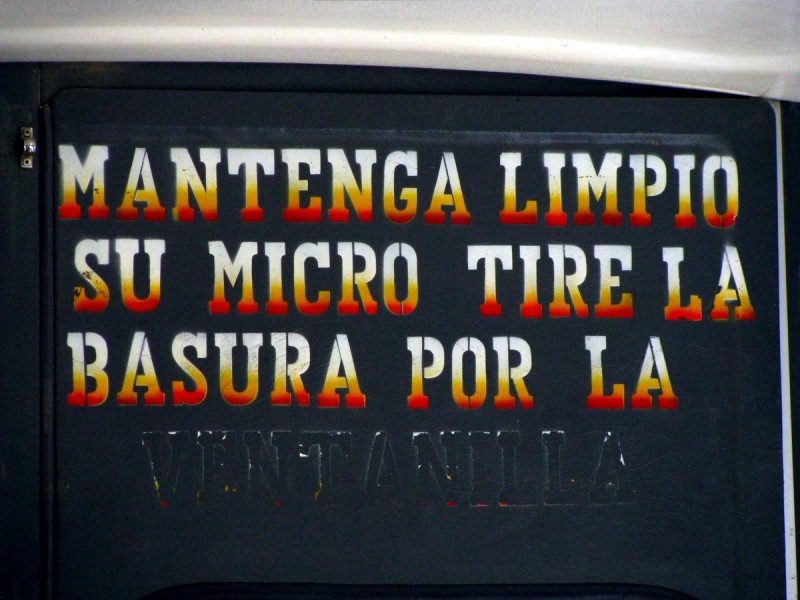 MANTENGA LIMPIO
SU MICRO TIRE LA
BASURA POR LA
VENTANILLA